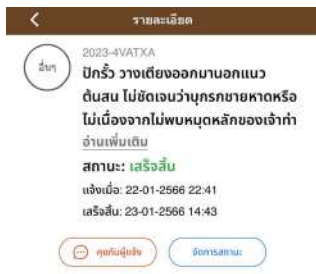 รายละเอียด
อื่นๆ
2023-4VATXA
ปักรั้ว วางเตียงออกมานอกแนว
ต้นสน ไม่ชัดเจนว่าบุกรุกชายหาดหรือ
ไม่เนื่องจากไม่พบหมุดหลักของเจ้าท่า
อ่านเพิ่มเติม
สถานะ: เสร็จสิ้น
แจ้งเมื่อ: 22-01-2566 22:41
เสร็จสิ้น: 23-01-2566 14:43
คุยกับผู้แจ้ง
จัดการสถานะ